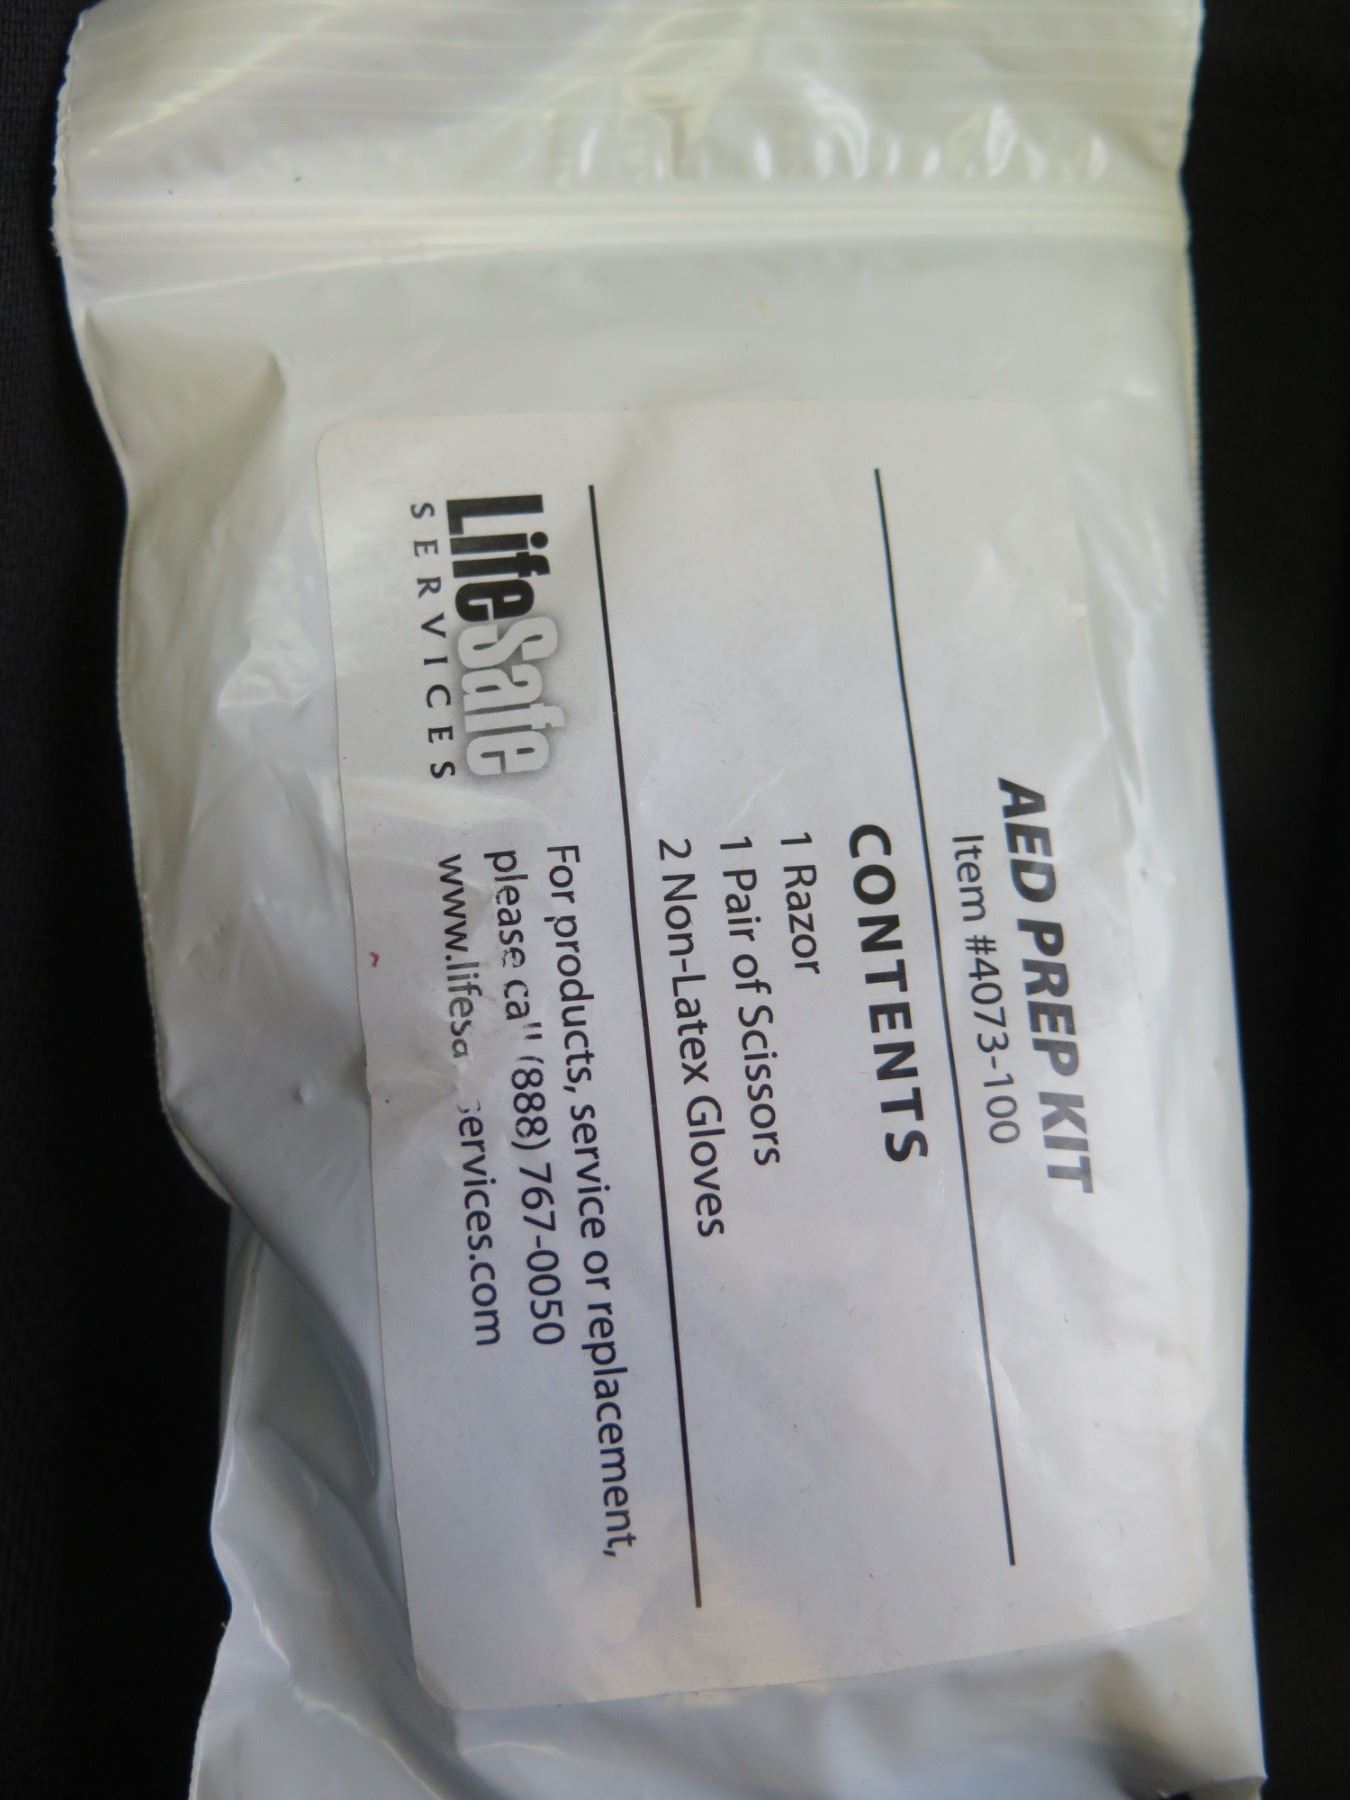 AED PREP KIT
Item #4073-100
CONTENTS
1 Razor
1 Pair of Scissors
2 Non-Latex Gloves
LifeSafe
SERVICES
For products, service or replacement,
please call (888) 767-0050